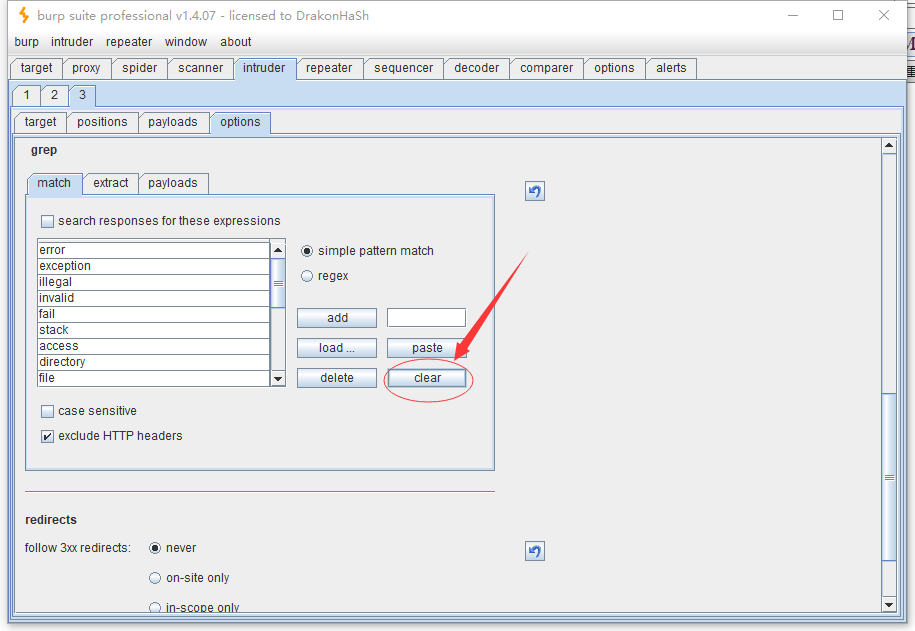 burp suite professional v1.4.07 - licensed to DrakonHaSh
burp intruder repeater window about
target proxy spider scanner intruder repeater sequencer decoder comparer options alerts
1 2 3
target positions payloads options
grep
match extract payloads
search responses for these expressions
error
exception
illegal
invalid
fail
stack
access
directory
file
simple pattern match
regex
add
load ... paste
delete clear
case sensitive
exclude HTTP headers
redirects
follow 3xx redirects: never
on-site only
in-scope only